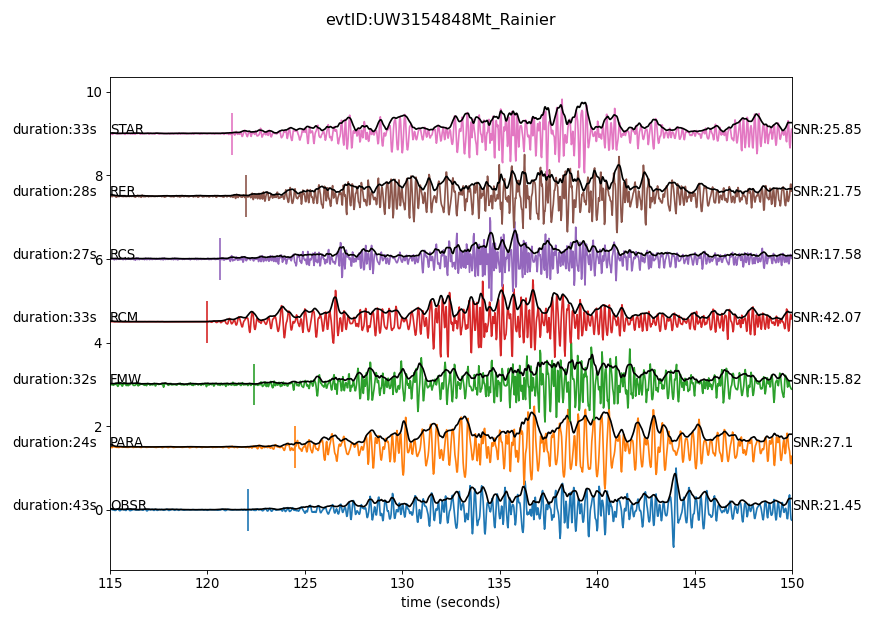 evtID:UW3154848Mt_Rainier
10
duration:33s STAR SNR:25.85
8
duration:28s RER SNR:21.75
duration:27s RCS SNR:17.58
6
duration:33s RCM SNR:42.07
4
duration:32s FMW SNR:15.82
2
duration:24s PARA SNR:27.1
duration:43s OBSR SNR:21.45
0
115 120 125 130 135 140 145 150
time (seconds)